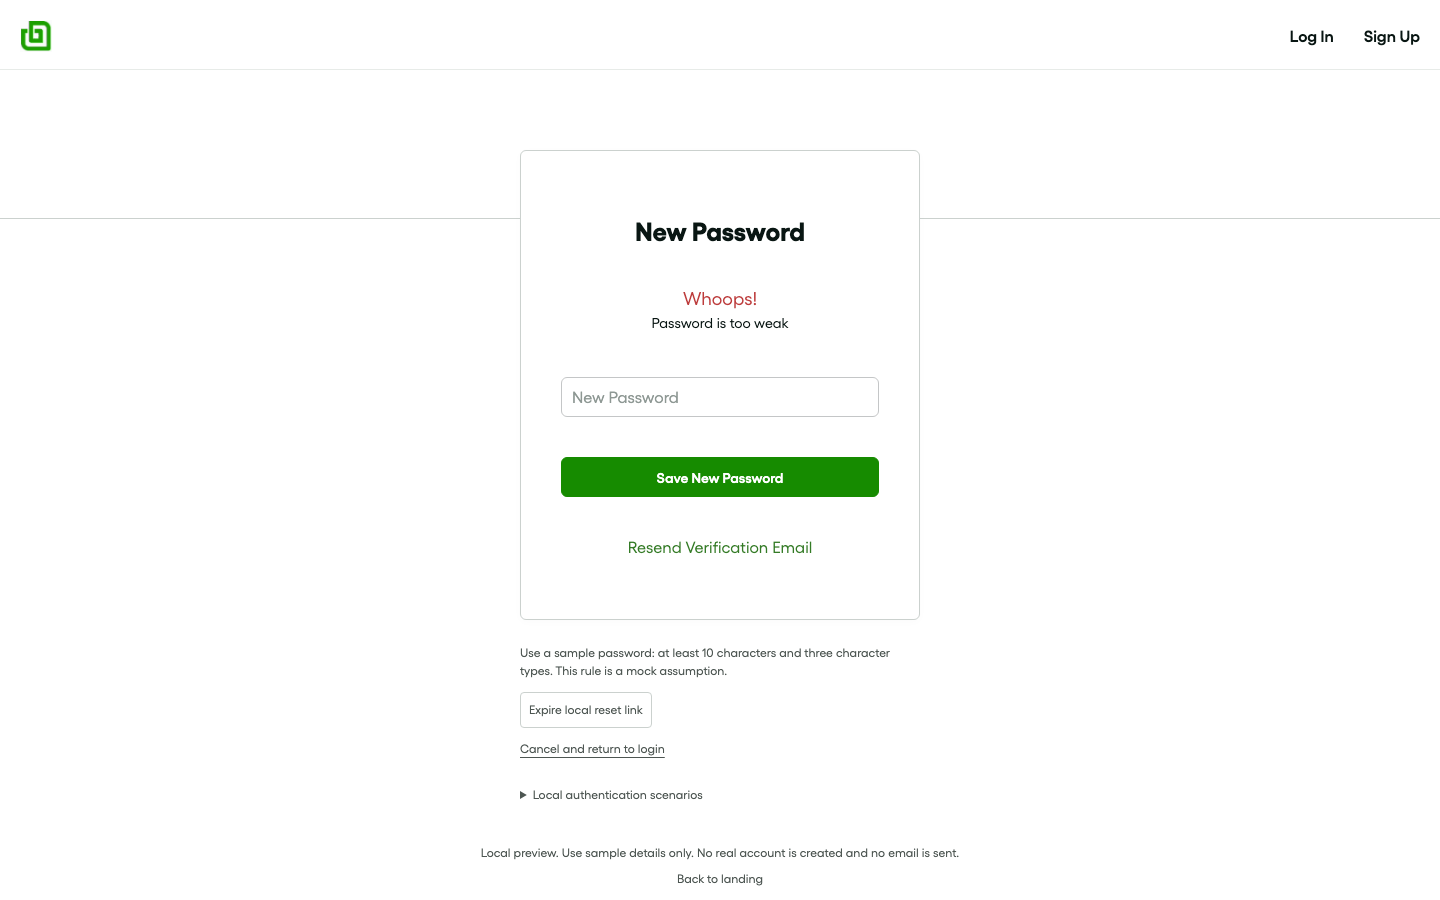 Log In
Sign Up
New Password
Whoops!
Password is too weak
New Password
Save New Password
Resend Verification Email
Use a sample password: at least 10 characters and three character
types. This rule is a mock assumption.
Expire local reset link
Cancel and return to login
Local authentication scenarios
Local preview. Use sample details only. No real account is created and no email is sent.
Back to landing